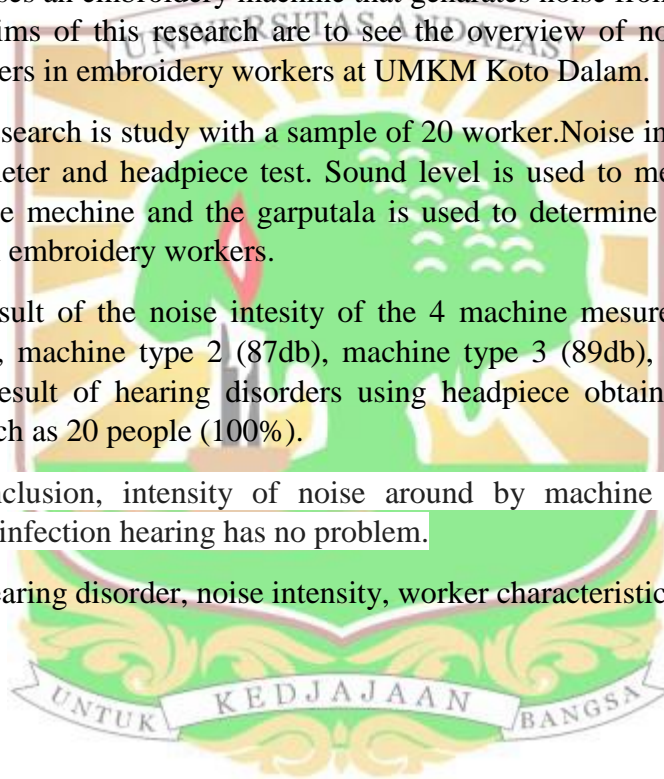 ses an embroidery machine that genarates noise from
ims of this research are to see the overview of no
UNIVERSITAS ANDALAS
ers in embroidery workers at UMKM Koto Dalam.
search is study with a sample of 20 worker.Noise in
eter and headpiece test. Sound level is used to me
e mechine and the garputala is used to determine
embroidery workers.
sult of the noise intesity of the 4 machine mesure
, machine type 2 (87db), machine type 3 (89db),
esult of hearing disorders using headpiece obtain
ch as 20 people (100%).
nclusion, intensity of noise around by machine
infection hearing has no problem.
earing disorder, noise intensity, worker characteristic
UNTUK KEDJAJAAN BANGSA